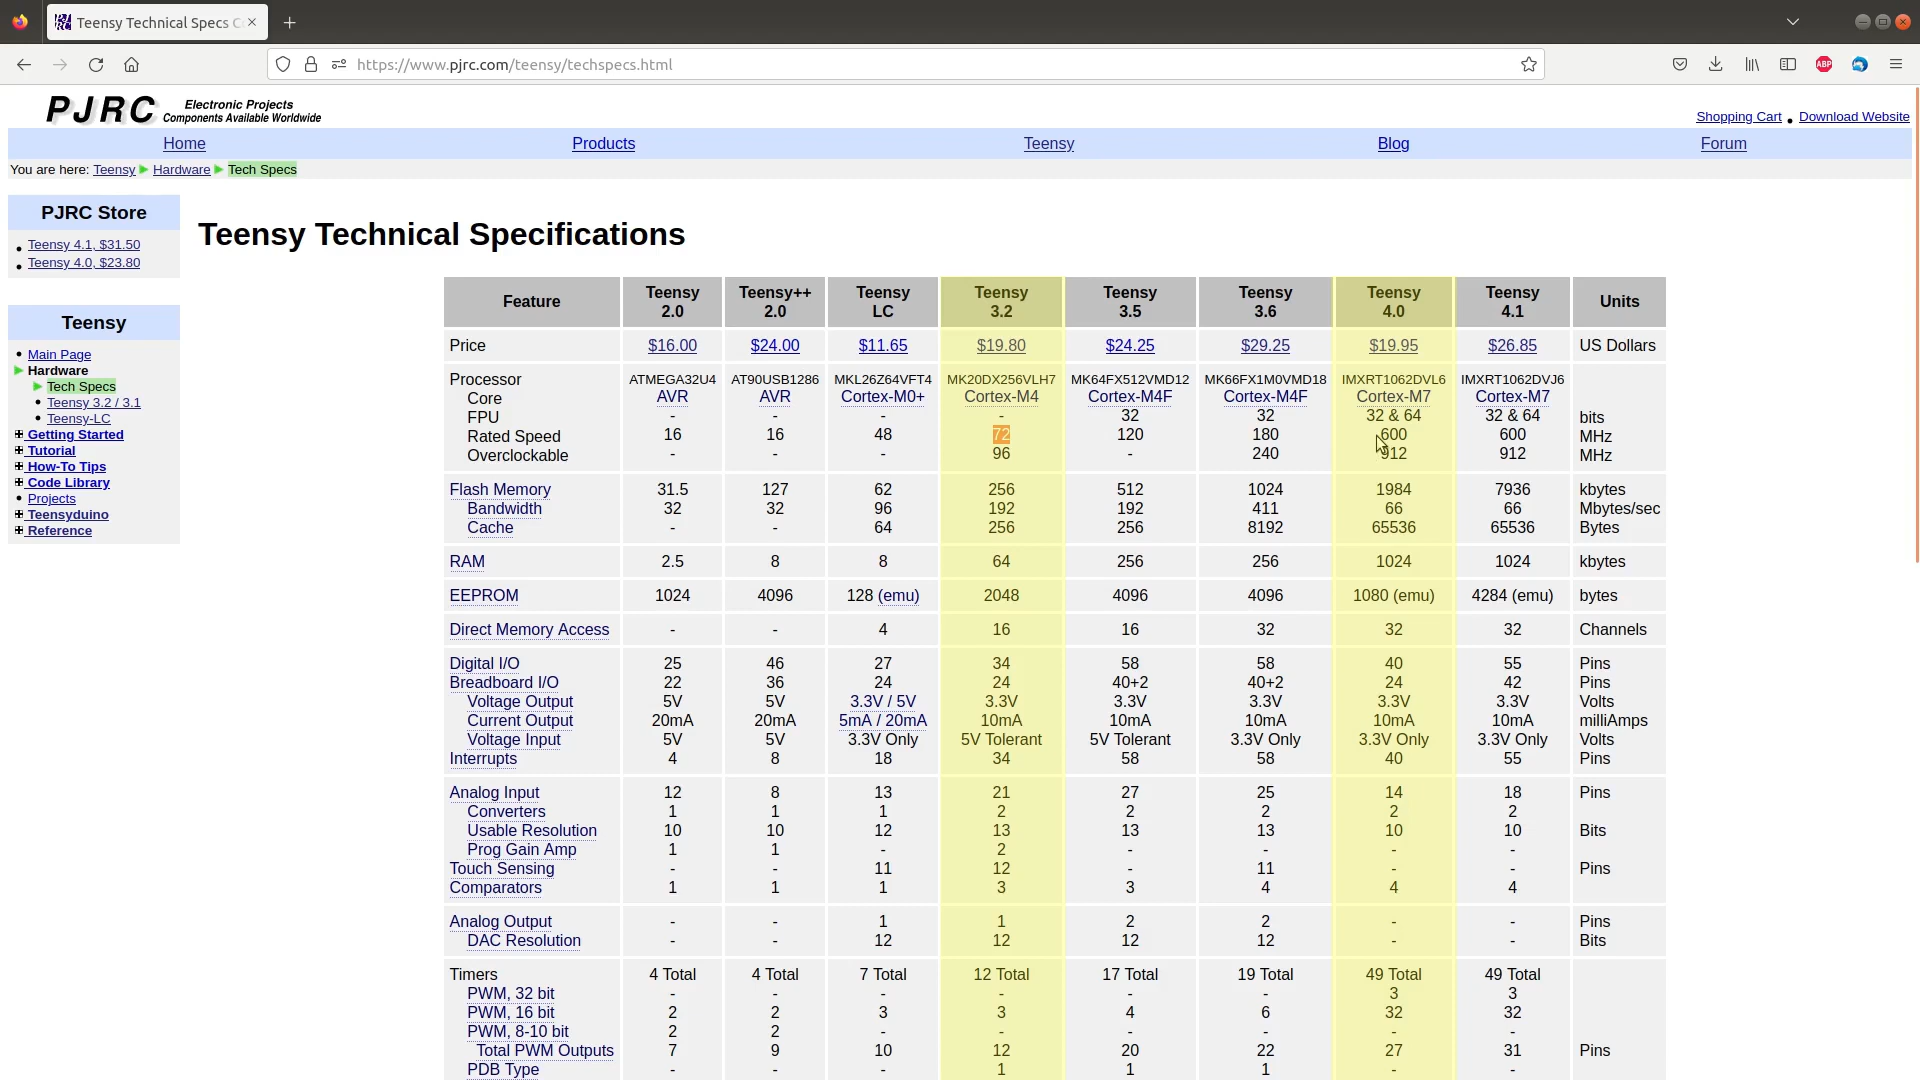 Teensy Technical Specs C
https://www.pjrc.com/teensy/techspecs.html
ABP
PJRC Electronic Projects
Components Available Worldwide
Shopping Cart • Download Website
Home Products Teensy Blog Forum
You are here: Teensy Hardware Tech Specs
PJRC Store
Teensy 4.1, $31.50
Teensy 4.0, $23.80
Teensy
Main Page
Hardware
Tech Specs
Teensy 3.2 / 3.1
Teensy-LC
Getting Started
Tutorial
How-To Tips
Code Library
Projects
Teensyduino
Reference
Teensy Technical Specifications
Feature Teensy 2.0 Teensy++ 2.0 Teensy LC Teensy 3.2 Teensy 3.5 Teensy 3.6 Teensy 4.0 Teensy 4.1 Units
Price $16.00 $24.00 $11.65 $19.80 $24.25 $29.25 $19.95 $26.85 US Dollars
Processor ATMEGA32U4 AT90USB1286 MKL26Z64VFT4 MK20DX256VLH7 MK64FX512VMD12 MK66FX1M0VMD18 IMXRT1062DVL6 IMXRT1062DVJ6
Core AVR AVR Cortex-M0+ Cortex-M4 Cortex-M4F Cortex-M4F Cortex-M7 Cortex-M7
FPU - - - - 32 32 32 & 64 32 & 64 bits
Rated Speed 16 16 48 72 120 180 600 600 MHz
Overclockable - - - 96 - 240 912 912 MHz
Flash Memory 31.5 127 62 256 512 1024 1984 7936 kbytes
Bandwidth 32 32 96 192 192 411 66 66 Mbytes/sec
Cache - - 64 256 256 8192 65536 65536 Bytes
RAM 2.5 8 8 64 256 256 1024 1024 kbytes
EEPROM 1024 4096 128 (emu) 2048 4096 4096 1080 (emu) 4284 (emu) bytes
Direct Memory Access - - 4 16 16 32 32 32 Channels
Digital I/O 25 46 27 34 58 58 40 55 Pins
Breadboard I/O 22 36 24 24 40+2 40+2 24 42 Pins
Voltage Output 5V 5V 3.3V / 5V 3.3V 3.3V 3.3V 3.3V 3.3V Volts
Current Output 20mA 20mA 5mA / 20mA 10mA 10mA 10mA 10mA 10mA milliAmps
Voltage Input 5V 5V 3.3V Only 5V Tolerant 5V Tolerant 3.3V Only 3.3V Only 3.3V Only Volts
Interrupts 4 8 18 34 58 58 40 55 Pins
Analog Input 12 8 13 21 27 25 14 18 Pins
Converters 1 1 1 2 2 2 2 2
Usable Resolution 10 10 12 13 13 13 10 10 Bits
Prog Gain Amp 1 1 - 2 - - - -
Touch Sensing - - 11 12 - 11 - - Pins
Comparators 1 1 1 3 3 4 4 4
Analog Output - - 1 1 2 2 - - Pins
DAC Resolution - - 12 12 12 12 - - Bits
Timers 4 Total 4 Total 7 Total 12 Total 17 Total 19 Total 49 Total 49 Total
PWM, 32 bit - - - - - - 3 3
PWM, 16 bit 2 2 3 3 4 6 32 32
PWM, 8-10 bit 2 2 - - - - - -
Total PWM Outputs 7 9 10 12 20 22 27 31 Pins
PDB Type - - - 1 1 1 - -